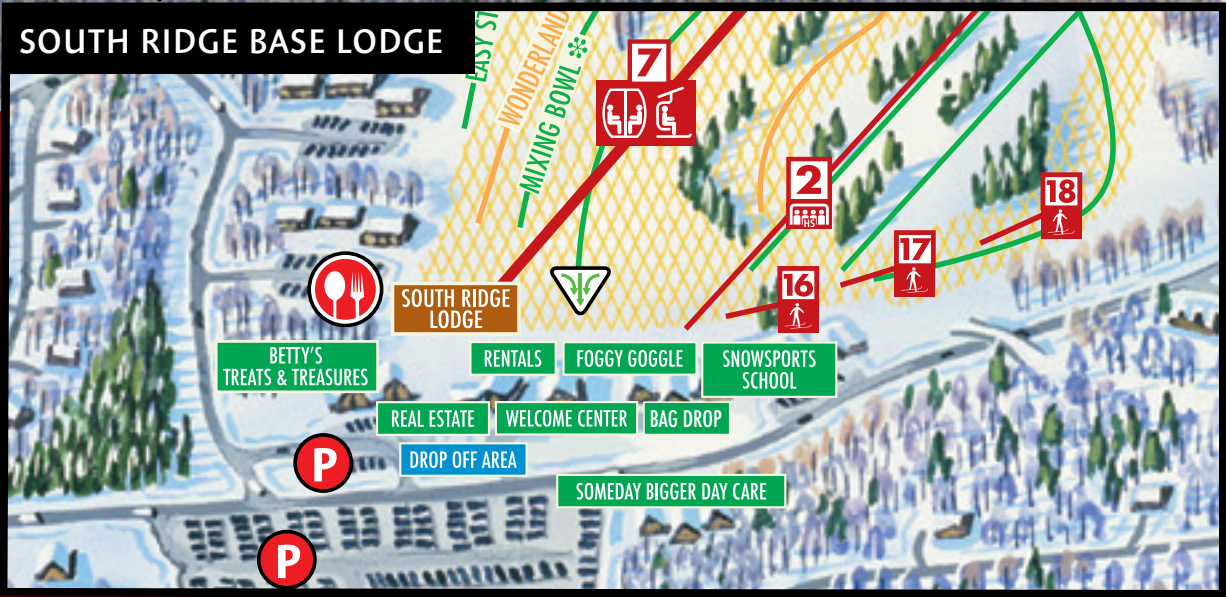 SOUTH RIDGE BASE LODGE
EASY ST
WONDERLAND
MIXING BOWL
7
2
HS
18
17
16
SOUTH RIDGE
LODGE
BETTY'S
TREATS & TREASURES
RENTALS
FOGGY GOGGLE
SNOWSPORTS
SCHOOL
REAL ESTATE
WELCOME CENTER
BAG DROP
P
DROP OFF AREA
SOMEDAY BIGGER DAY CARE
P